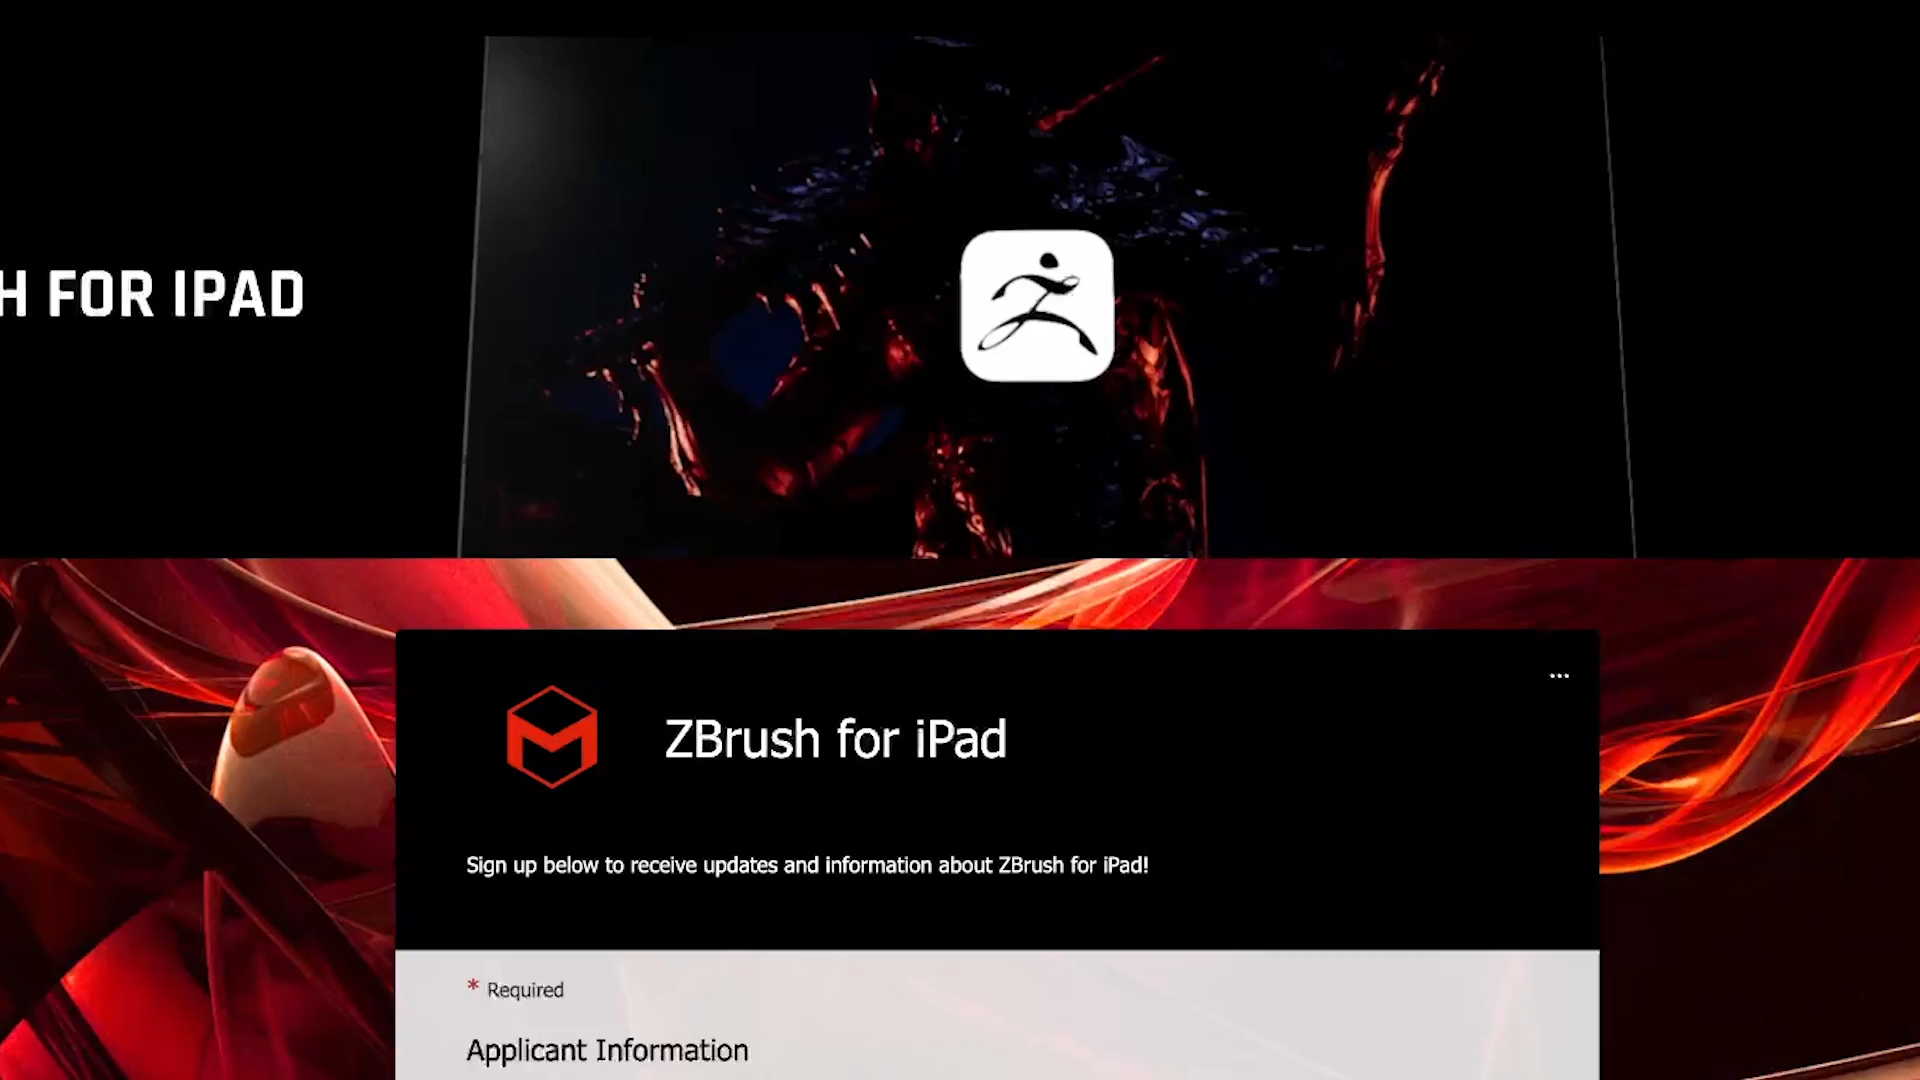 H FOR IPAD
ZBrush for iPad
Sign up below to receive updates and information about ZBrush for iPad!
* Required
Applicant Information